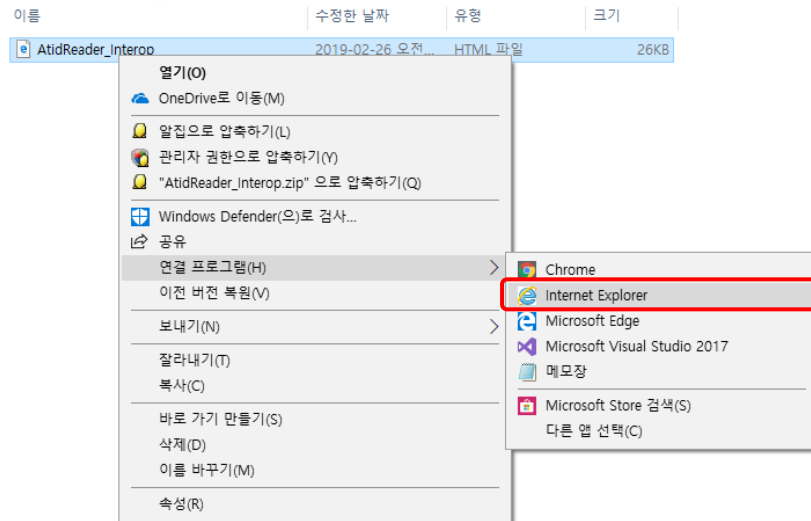 이름 수정한 날짜 유형 크기
AtidReader_Interop 2019-02-26 오전... HTML 파일 26KB
열기(O)
OneDrive로 이동(M)
알집으로 압축하기(L)
관리자 권한으로 압축하기(Y)
"AtidReader_Interop.zip" 으로 압축하기(Q)
Windows Defender(으)로 검사...
공유
연결 프로그램(H)
이전 버전 복원(V)
보내기(N)
잘라내기(T)
복사(C)
바로 가기 만들기(S)
삭제(D)
이름 바꾸기(M)
속성(R)
Chrome
Internet Explorer
Microsoft Edge
Microsoft Visual Studio 2017
메모장
Microsoft Store 검색(S)
다른 앱 선택(C)